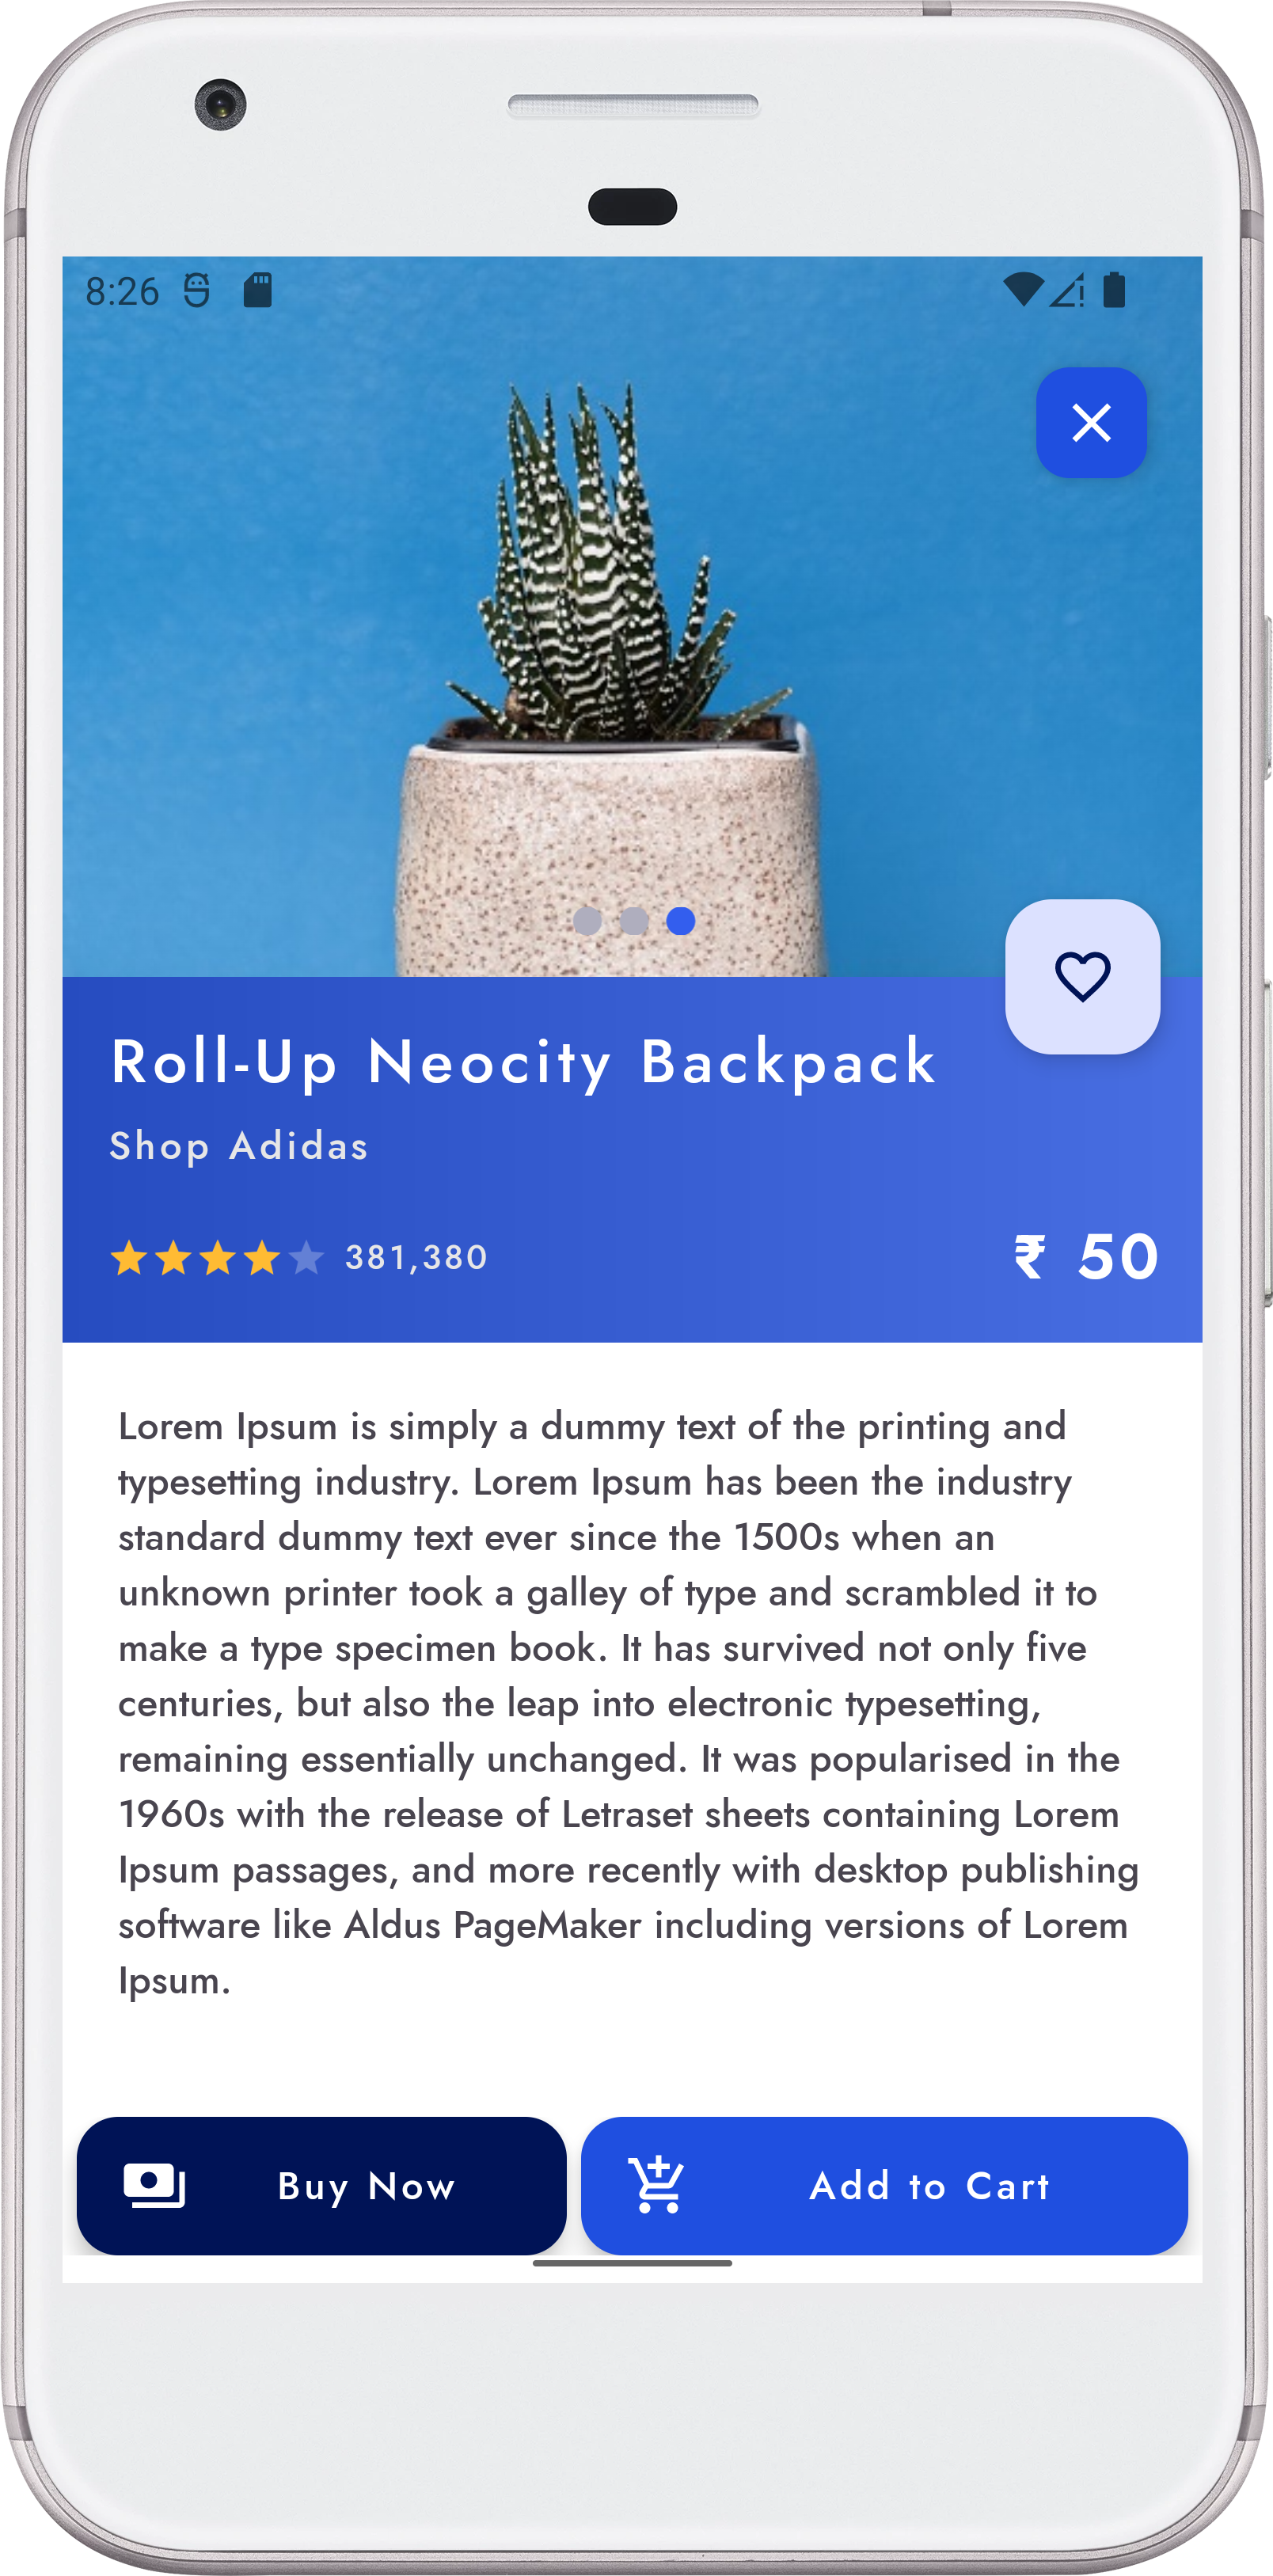 8:26
Roll-Up Neocity Backpack
Shop Adidas
381,380
₹ 50
Lorem Ipsum is simply a dummy text of the printing and
typesetting industry. Lorem Ipsum has been the industry
standard dummy text ever since the 1500s when an
unknown printer took a galley of type and scrambled it to
make a type specimen book. It has survived not only five
centuries, but also the leap into electronic typesetting,
remaining essentially unchanged. It was popularised in the
1960s with the release of Letraset sheets containing Lorem
Ipsum passages, and more recently with desktop publishing
software like Aldus PageMaker including versions of Lorem
Ipsum.
Buy Now
Add to Cart